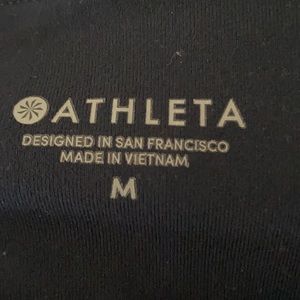 ATHLETA
DESIGNED IN SAN FRANCISCO
MADE IN VIETNAM
M